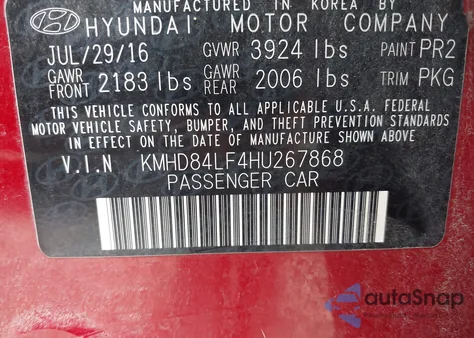 MANUFACTURED IN KOREA BY
HYUNDAI MOTOR COMPANY
JUL/29/16 GVWR 3924 lbs PAINT PR2
GAWR FRONT 2183 lbs GAWR REAR 2006 lbs TRIM PKG
THIS VEHICLE CONFORMS TO ALL APPLICABLE U.S.A. FEDERAL
MOTOR VEHICLE SAFETY, BUMPER, AND THEFT PREVENTION STANDARDS
IN EFFECT ON THE DATE OF MANUFACTURE SHOWN ABOVE.
V.I.N KMHD84LF4HU267868
PASSENGER CAR
autoSnap